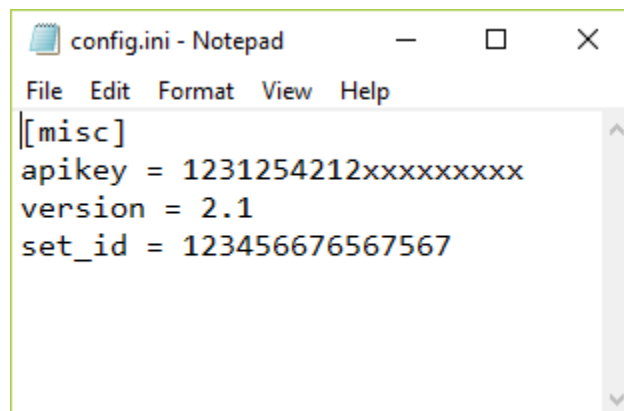 config.ini - Notepad
File Edit Format View Help
[misc]
apikey = 1231254212xxxxxxxxx
version = 2.1
set_id = 123456676567567